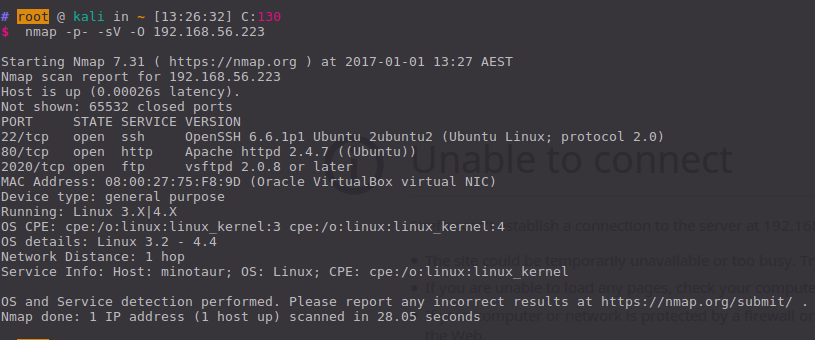 # root @ kali in ~ [13:26:32] C:130
$ nmap -p- -sV -O 192.168.56.223
Starting Nmap 7.31 ( https://nmap.org ) at 2017-01-01 13:27 AEST
Nmap scan report for 192.168.56.223
Host is up (0.00026s latency).
Not shown: 65532 closed ports
PORT     STATE SERVICE VERSION
22/tcp   open  ssh     OpenSSH 6.6.1p1 Ubuntu 2ubuntu2 (Ubuntu Linux; protocol 2.0)
80/tcp   open  http    Apache httpd 2.4.7 ((Ubuntu))
2020/tcp open  ftp     vsftpd 2.0.8 or later
MAC Address: 08:00:27:75:F8:9D (Oracle VirtualBox virtual NIC)
Device type: general purpose
Running: Linux 3.X|4.X
OS CPE: cpe:/o:linux:linux_kernel:3 cpe:/o:linux:linux_kernel:4
OS details: Linux 3.2 - 4.4
Network Distance: 1 hop
Service Info: Host: minotaur; OS: Linux; CPE: cpe:/o:linux:linux_kernel
OS and Service detection performed. Please report any incorrect results at https://nmap.org/submit/ .
Nmap done: 1 IP address (1 host up) scanned in 28.05 seconds
Unable to connect
establish a connection to the server at 192.16
The site could be temporarily unavailable or too busy. Tr
If you are unable to load any pages, check your compute
computer or network is protected by a firewall or
the Web.